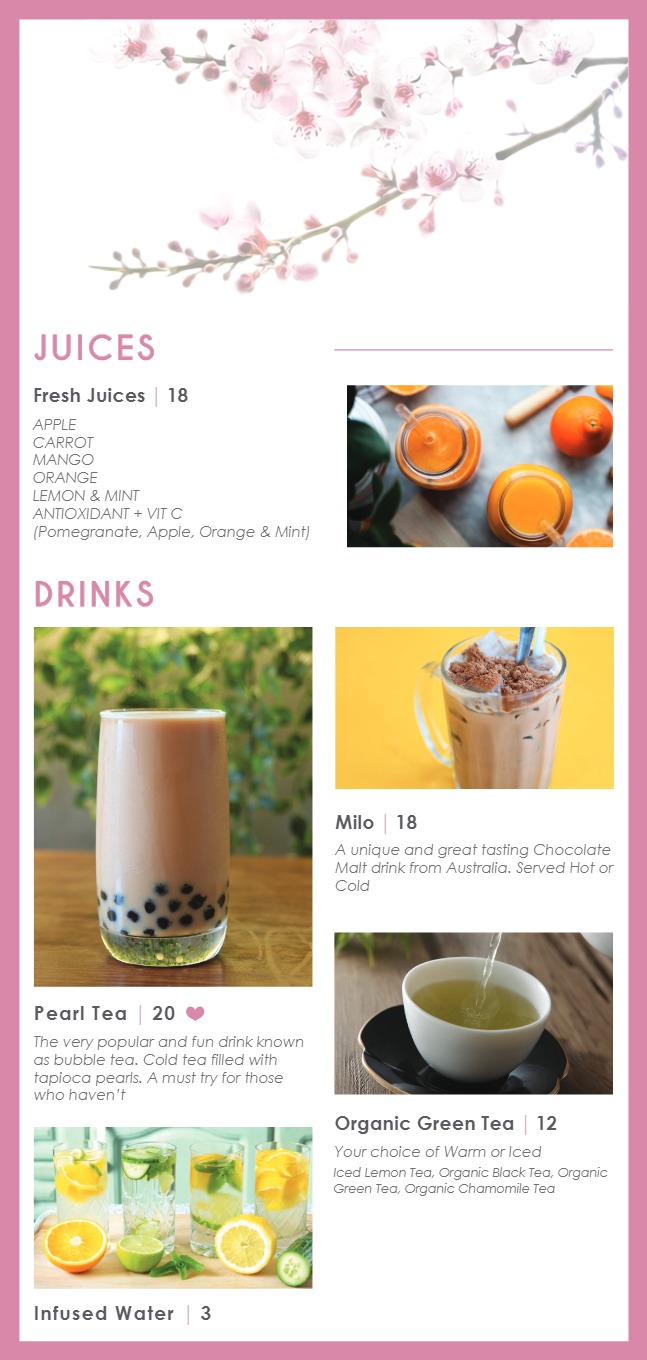 JUICES
Fresh Juices | 18
APPLE
CARROT
MANGO
ORANGE
LEMON & MINT
ANTIOXIDANT + VIT C
(Pomegranate, Apple, Orange & Mint)
DRINKS
Pearl Tea | 20
The very popular and fun drink known
as bubble tea. Cold tea filled with
tapioca pearls. A must try for those
who haven't
Infused Water | 3
Milo | 18
A unique and great tasting Chocolate
Malt drink from Australia. Served Hot or
Cold
Organic Green Tea | 12
Your choice of Warm or Iced
Iced Lemon Tea, Organic Black Tea, Organic
Green Tea, Organic Chamomile Tea